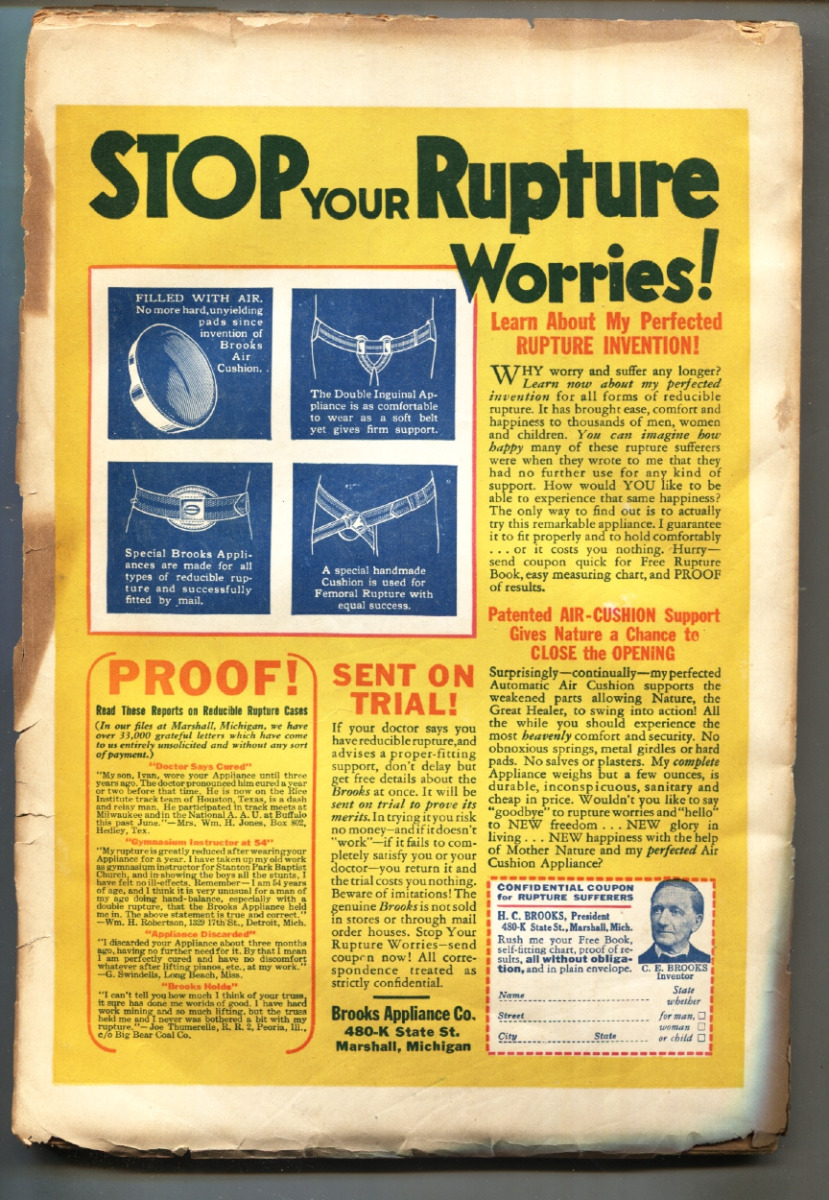 STOP YOUR Rupture
Worries!
FILLED WITH AIR.
No more hard, unyielding
pads since
invention of
Brooks
Air
Cushion.
The Double Inguinal Ap-
pliance is as comfortable
to wear as a soft belt
yet gives firm support.
Special Brooks Appli-
ances are made for all
types of reducible rup-
ture and successfully
fitted by mail.
A special handmade
Cushion is used for
Femoral Rupture with
equal success.
Learn About My Perfected
RUPTURE INVENTION!
WHY worry and suffer any longer?
Learn now about my perfected
invention for all forms of reducible
rupture. It has brought ease, comfort and
happiness to thousands of men, women
and children. You can imagine how
happy many of these rupture sufferers
were when they wrote to me that they
had no further use for any kind of
support. How would YOU like to be
able to experience that same happiness?
The only way to find out is to actually
try this remarkable appliance. I guarantee
it to fit properly and to hold comfortably
. . . or it costs you nothing. Hurry—
send coupon quick for Free Rupture
Book, easy measuring chart, and PROOF
of results.
Patented AIR-CUSHION Support
Gives Nature a Chance to
CLOSE the OPENING
Surprisingly—continually—my perfected
Automatic Air Cushion supports the
weakened parts allowing Nature, the
Great Healer, to swing into action! All
the while you should experience the
most heavenly comfort and security. No
obnoxious springs, metal girdles or hard
pads. No salves or plasters. My complete
Appliance weighs but a few ounces, is
durable, inconspicuous, sanitary and
cheap in price. Wouldn't you like to say
"goodbye" to rupture worries and "hello"
to NEW freedom . . . NEW glory in
living . . . NEW happiness with the help
of Mother Nature and my perfected Air
Cushion Appliance?
PROOF!
Read These Reports on Reducible Rupture Cases
(In our files at Marshall, Michigan, we have
over 33,000 grateful letters which have come
to us entirely unsolicited and without any sort
of payment.)
"Doctor Says Cured"
"My son, Ivan, wore your Appliance until three
years ago. The doctor pronounced him cured a year
or two before that time. He is now on the Rice
Institute track team of Houston, Texas, is a dash
and relay man. He participated in track meets at
Milwaukee and in the National A. A. U. at Buffalo
this past June."—Mrs. Wm. H. Jones, Box 802,
Hedley, Tex.
"Gymnasium Instructor at 54"
"My rupture is greatly reduced after wearing your
Appliance for a year. I have taken up my old work
as gymnasium instructor for Stanton Park Baptist
Church, and in showing the boys all the stunts, I
have felt no ill-effects. Remember—I am 54 years
of age, and I think it is very unusual for a man of
my age doing hand-balance, especially with a
double rupture, that the Brooks Appliance held
me in. The above statement is true and correct."
—Wm. H. Robertson, 1329 17th St., Detroit, Mich.
"Appliance Discarded"
"I discarded your Appliance about three months
ago, having no further need for it. By that I mean
I am perfectly cured and have no discomfort
whatever after lifting pianos, etc., at my work."
—G. Swindells, Long Beach, Miss.
"Brooks Holds"
"I can't tell you how much I think of your truss,
it sure has done me worlds of good. I have hard
work mining and so much lifting, but the truss
held me and I never was bothered a bit with my
rupture."—Joe Thumerelle, R. R. 2, Peoria, Ill.,
c/o Big Bear Coal Co.
SENT ON
TRIAL!
If your doctor says you
have reducible rupture, and
advises a proper-fitting
support, don't delay but
get free details about the
Brooks at once. It will be
sent on trial to prove its
merits. In trying it you risk
no money—and if it doesn't
"work"—if it fails to com-
pletely satisfy you or your
doctor—you return it and
the trial costs you nothing.
Beware of imitations! The
genuine Brooks is not sold
in stores or through mail
order houses. Stop Your
Rupture Worries—send
coupon now! All corre-
spondence treated as
strictly confidential.
Brooks Appliance Co.
480-K State St.
Marshall, Michigan
CONFIDENTIAL COUPON
for RUPTURE SUFFERERS
H. C. BROOKS, President
480-K State St., Marshall, Mich.
Rush me your Free Book,
self-fitting chart, proof of re-
sults, all without obliga-
tion, and in plain envelope.
C. E. BROOKS
Inventor
Name
Street
City State
State
whether
for man, ☐
woman ☐
or child ☐